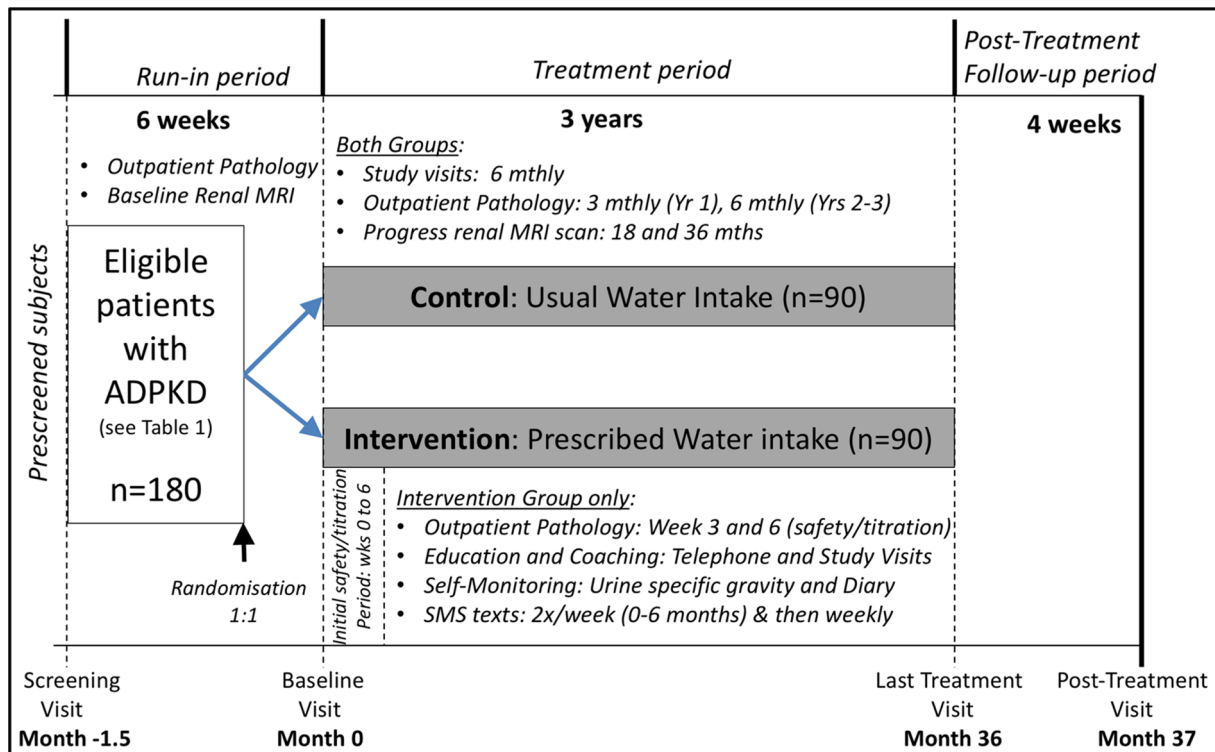 Run-in period
Treatment period
Post-Treatment
Follow-up period
6 weeks
3 years
4 weeks
• Outpatient Pathology
• Baseline Renal MRI
Both Groups:
• Study visits: 6 mthly
• Outpatient Pathology: 3 mthly (Yr 1), 6 mthly (Yrs 2-3)
• Progress renal MRI scan: 18 and 36 mths
Prescreened subjects
Eligible
patients
with
ADPKD
(see Table 1)
n=180
Control: Usual Water Intake (n=90)
Intervention: Prescribed Water intake (n=90)
Randomisation
1:1
Initial safety/titration
Period: wks 0 to 6
Intervention Group only:
• Outpatient Pathology: Week 3 and 6 (safety/titration)
• Education and Coaching: Telephone and Study Visits
• Self-Monitoring: Urine specific gravity and Diary
• SMS texts: 2x/week (0-6 months) & then weekly
Screening
Visit
Month -1.5
Baseline
Visit
Month 0
Last Treatment
Visit
Month 36
Post-Treatment
Visit
Month 37